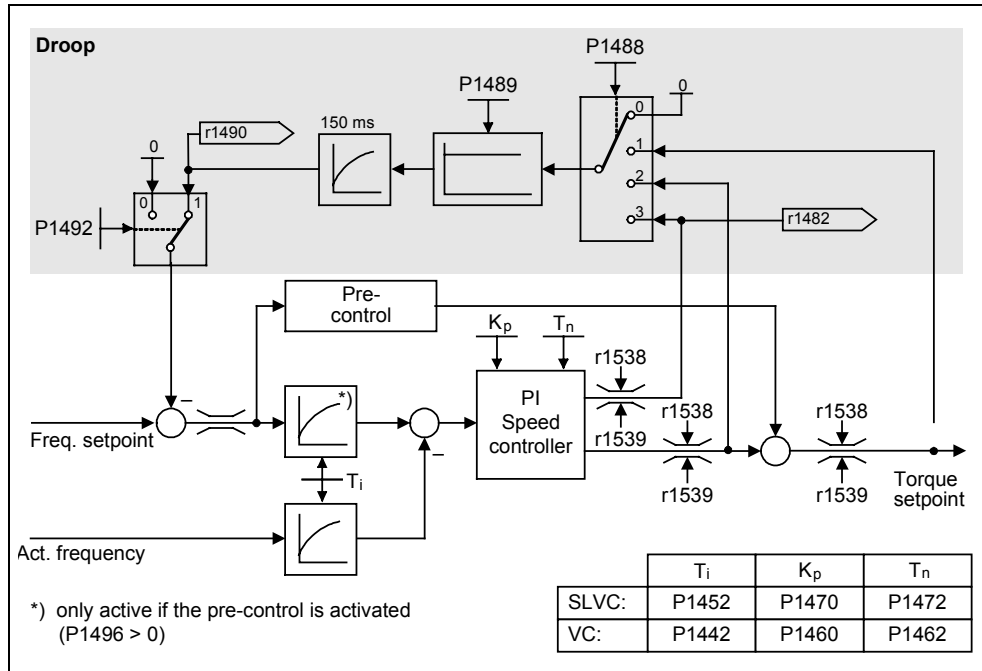 Droop
P1488
P1489
0
r1490
150 ms
0
1
2
3
0
0 1
P1492
r1482
Pre-
control
Kp Tn
r1538
*)
PI
Speed
controller
r1538
r1538
–
Freq. setpoint
r1539
–
Ti
r1539
r1539
Torque
setpoint
Act. frequency
Ti Kp Tn
SLVC: P1452 P1470 P1472
VC: P1442 P1460 P1462
*) only active if the pre-control is activated
(P1496 > 0)